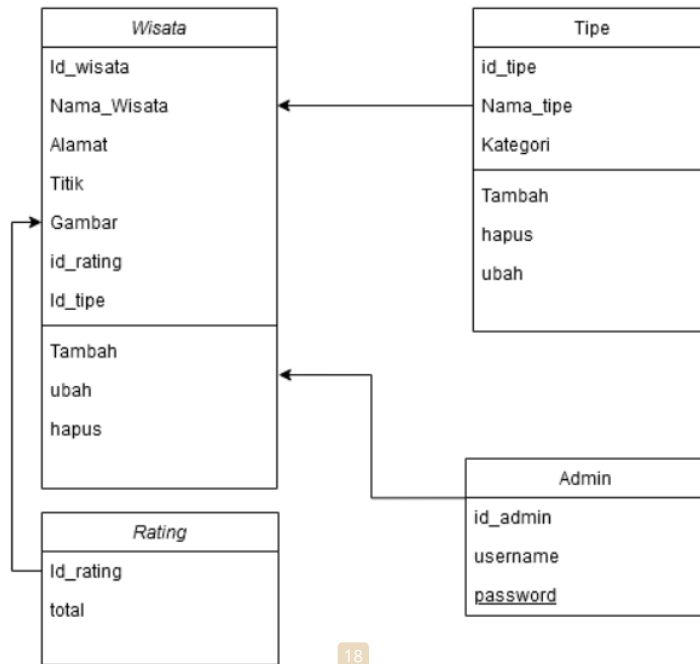 Wisata
Id_wisata
Nama_Wisata
Alamat
Titik
Gambar
id_rating
Id_tipe
Tambah
ubah
hapus
Tipe
id_tipe
Nama_tipe
Kategori
Tambah
hapus
ubah
Rating
Id_rating
total
Admin
id_admin
username
password
18